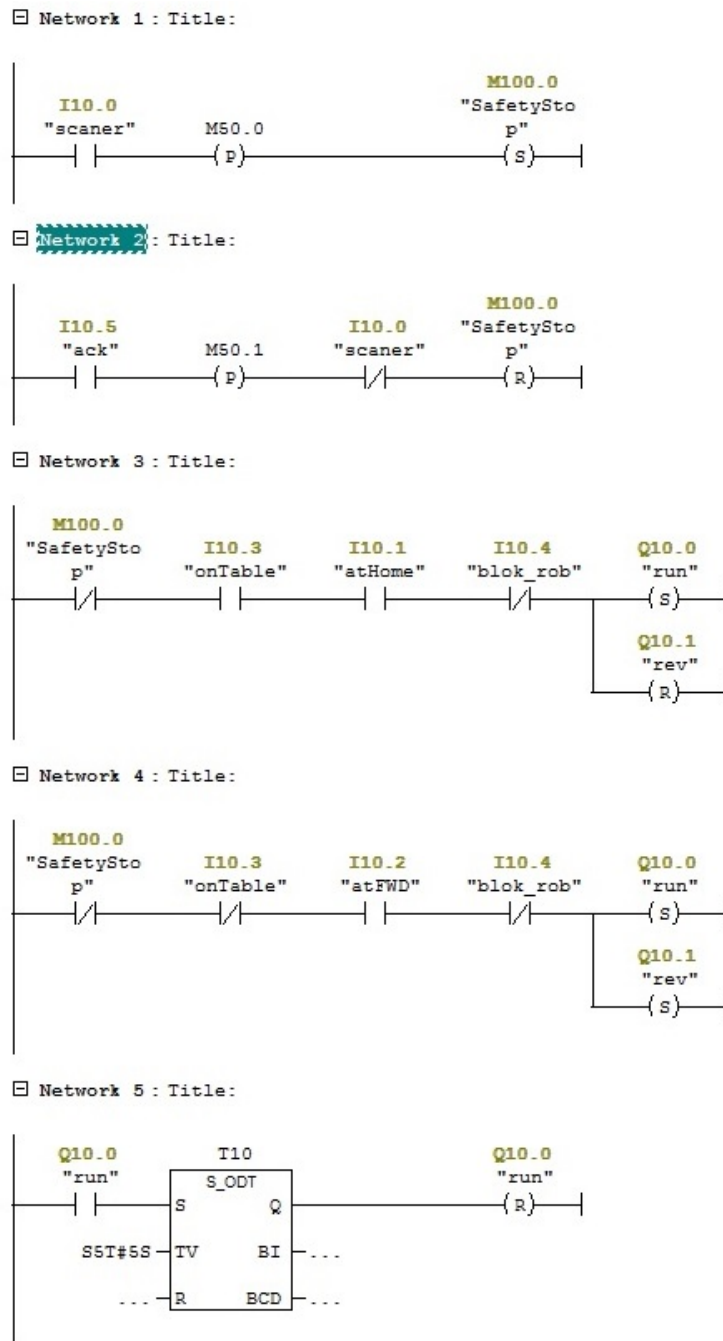 Network 1 : Title:
M100.0
I10.0 "SafetySto
"scaner" M50.0 p"
P S
Network 2 : Title:
M100.0
I10.5 I10.0 "SafetySto
"ack" M50.1 "scaner" p"
P R
Network 3 : Title:
M100.0
"SafetySto I10.3 I10.1 I10.4 Q10.0
p" "onTable" "atHome" "blok_rob" "run"
S
Q10.1
"rev"
R
Network 4 : Title:
M100.0
"SafetySto I10.3 I10.2 I10.4 Q10.0
p" "onTable" "atFWD" "blok_rob" "run"
S
Q10.1
"rev"
S
Network 5 : Title:
Q10.0 T10 Q10.0
"run" S_ODT "run"
S Q R
S5T#5S TV BI ...
... R BCD ...